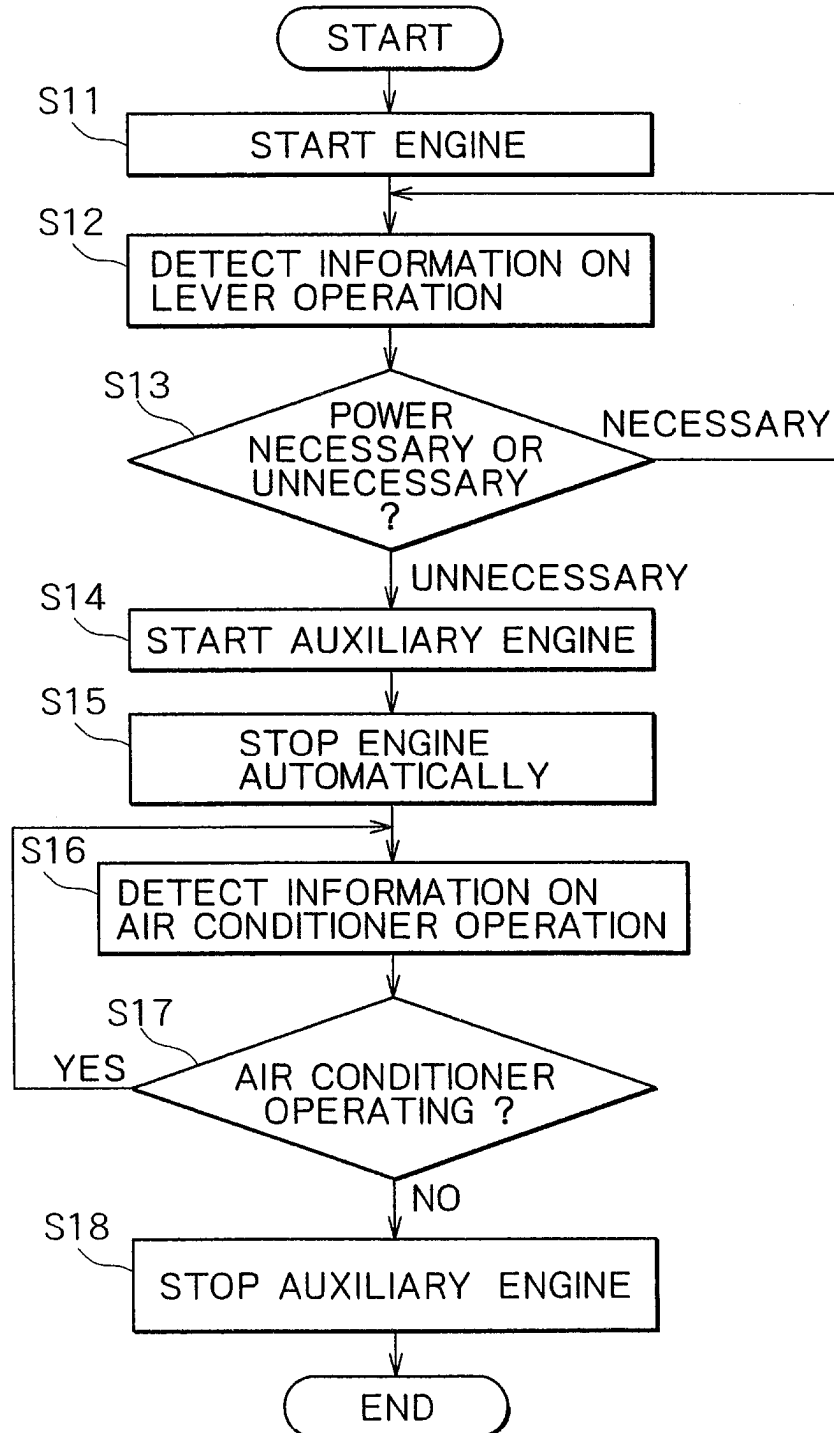 START
S11
START ENGINE
S12
DETECT INFORMATION ON
LEVER OPERATION
S13
POWER
NECESSARY OR
UNNECESSARY
?
NECESSARY
UNNECESSARY
S14
START AUXILIARY ENGINE
S15
STOP ENGINE
AUTOMATICALLY
S16
DETECT INFORMATION ON
AIR CONDITIONER OPERATION
S17
YES
AIR CONDITIONER
OPERATING ?
NO
S18
STOP AUXILIARY ENGINE
END